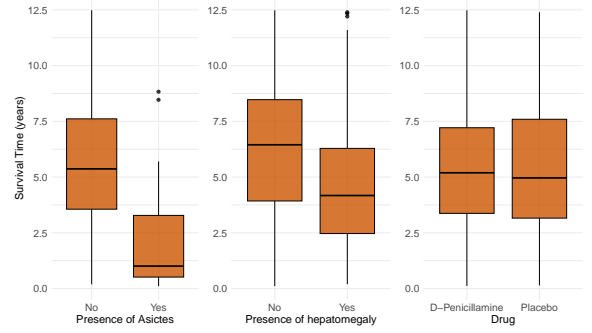 Survival Time (years)
12.5
10.0
7.5
5.0
2.5
0.0
No Yes
Presence of Asictes
12.5
10.0
7.5
5.0
2.5
0.0
No Yes
Presence of hepatomegaly
12.5
10.0
7.5
5.0
2.5
0.0
D−Penicillamine Placebo
Drug